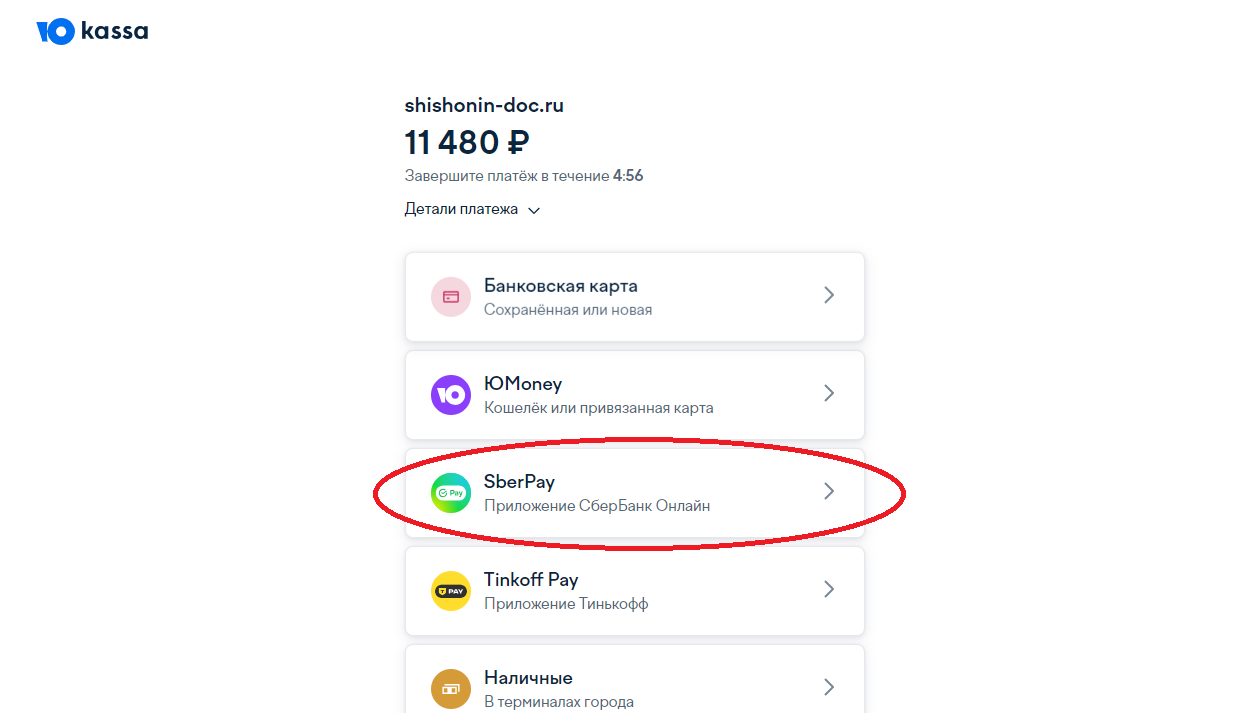 Ю kassa
shishonin-doc.ru
11 480 ₽
Завершите платёж в течение 4:56
Детали платежа
Банковская карта
Сохранённая или новая
Ю
ЮMoney
Кошелёк или привязанная карта
Pay
SberPay
Приложение СберБанк Онлайн
PAY
Tinkoff Pay
Приложение Тинькофф
Наличные
В терминалах города